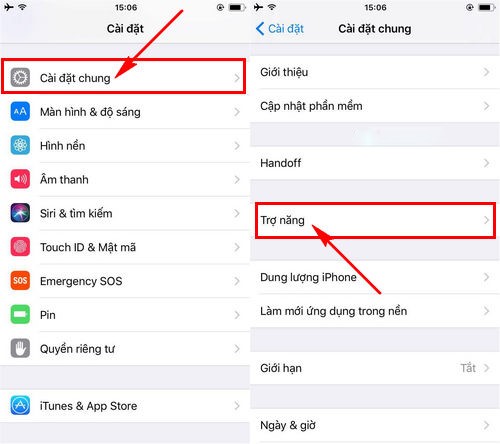 15:06
Cài đặt
Cài đặt chung
AA
Màn hình & độ sáng
Hình nền
Âm thanh
Siri & tìm kiếm
Touch ID & Mật mã
SOS
Emergency SOS
Pin
Quyền riêng tư
iTunes & App Store
15:06
Cài đặt
Cài đặt chung
Giới thiệu
Cập nhật phần mềm
Handoff
Trợ năng
Dung lượng iPhone
Làm mới ứng dụng trong nền
Giới hạn Tắt
Ngày & giờ